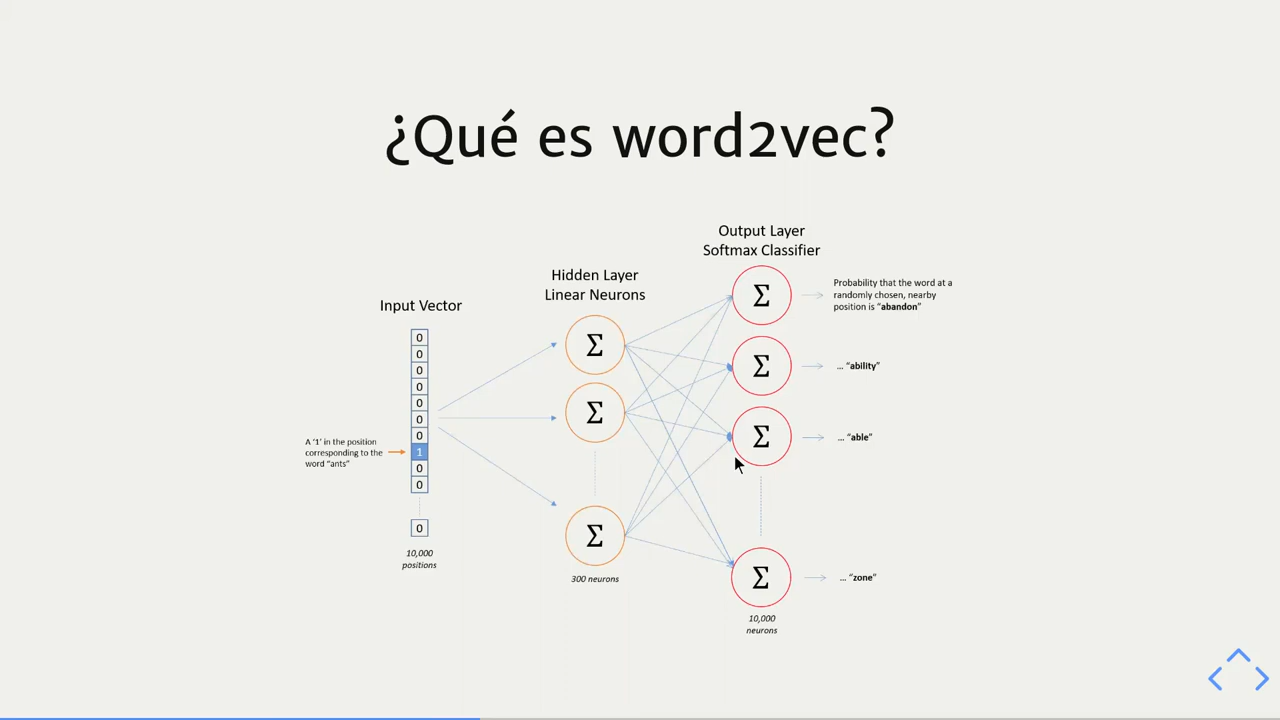 ¿Qué es word2vec?
Output Layer
Softmax Classifier
Hidden Layer
Linear Neurons
Input Vector
0
0
0
0
0
0
0
1
0
0
0
A '1' in the position
corresponding to the
word "ants"
10,000
positions
Σ
Σ
Σ
300 neurons
Σ
Σ
Σ
Σ
10,000
neurons
Probability that the word at a
randomly chosen, nearby
position is "abandon"
... "ability"
... "able"
... "zone"